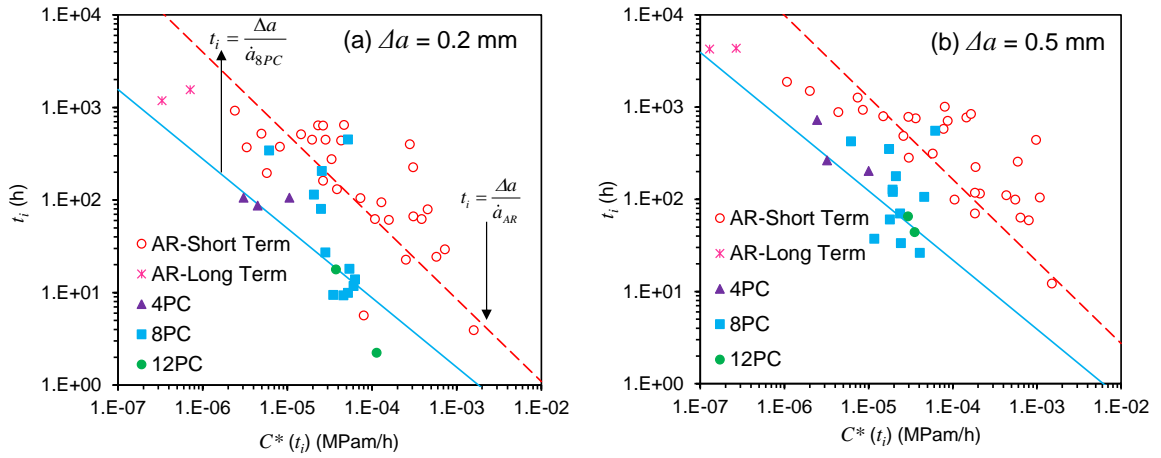 (a) Δa = 0.2 mm
t_i = Δa / ȧ_8PC
t_i = Δa / ȧ_AR
1.E+04
1.E+03
1.E+02
1.E+01
1.E+00
t_i (h)
AR-Short Term
AR-Long Term
4PC
8PC
12PC
1.E-07 1.E-06 1.E-05 1.E-04 1.E-03 1.E-02
C* (t_i) (MPam/h)
(b) Δa = 0.5 mm
1.E+04
1.E+03
1.E+02
1.E+01
1.E+00
t_i (h)
AR-Short Term
AR-Long Term
4PC
8PC
12PC
1.E-07 1.E-06 1.E-05 1.E-04 1.E-03 1.E-02
C* (t_i) (MPam/h)